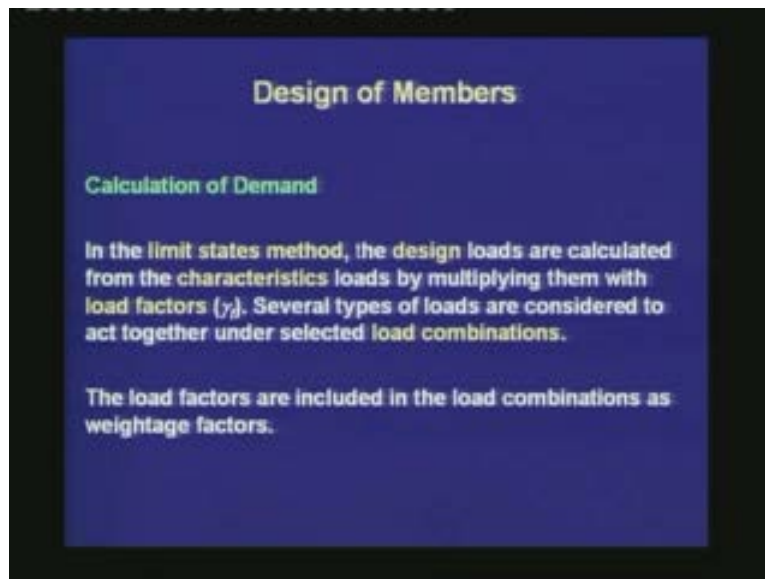 Design of Members
Calculation of Demand
In the limit states method, the design loads are calculated
from the characteristics loads by multiplying them with
load factors (γf). Several types of loads are considered to
act together under selected load combinations.
The load factors are included in the load combinations as
weightage factors.